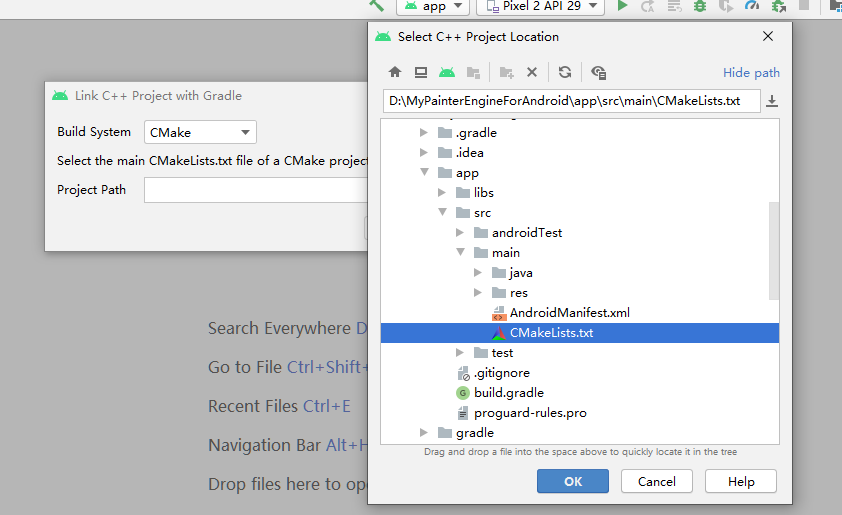 app
Pixel 2 API 29
Select C++ Project Location
Hide path
D:\MyPainterEngineForAndroid\app\src\main\CMakeLists.txt
.gradle
.idea
app
libs
src
androidTest
main
java
res
AndroidManifest.xml
CMakeLists.txt
test
.gitignore
build.gradle
proguard-rules.pro
gradle
Drag and drop a file into the space above to quickly locate it in the tree
OK
Cancel
Help
Link C++ Project with Gradle
Build System
CMake
Select the main CMakeLists.txt file of a CMake project
Project Path
Search Everywhere D
Go to File Ctrl+Shift+
Recent Files Ctrl+E
Navigation Bar Alt+H
Drop files here to op